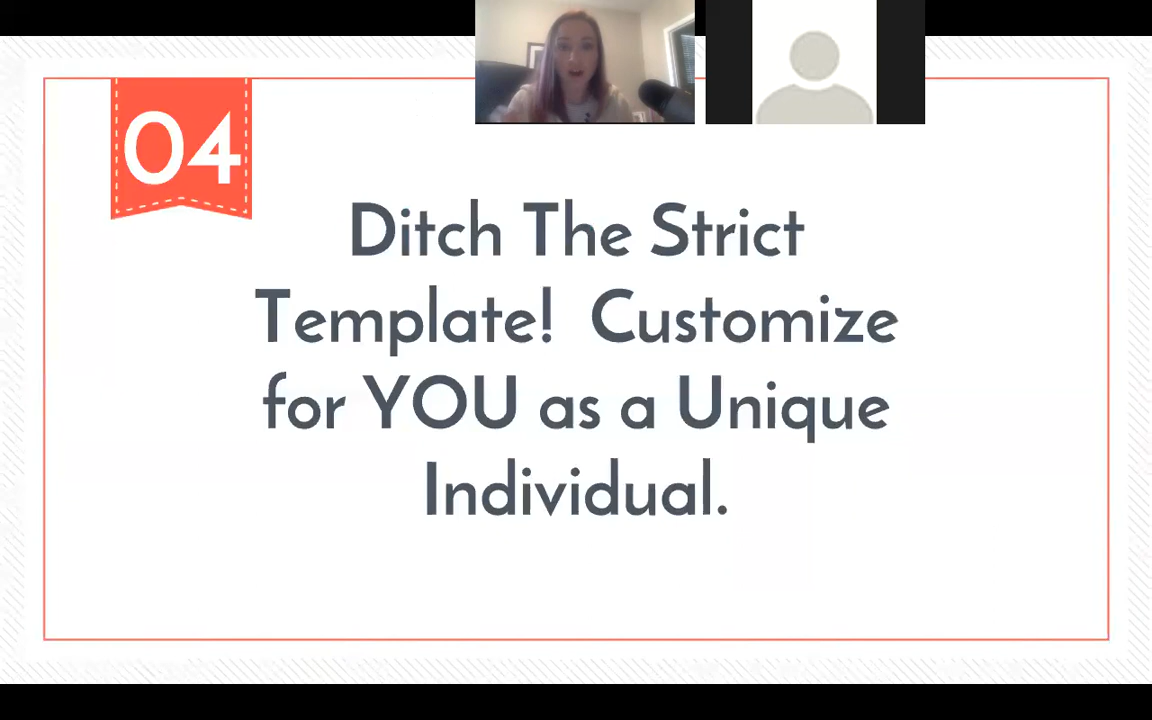 04
Ditch The Strict
Template!  Customize
for YOU as a Unique
Individual.